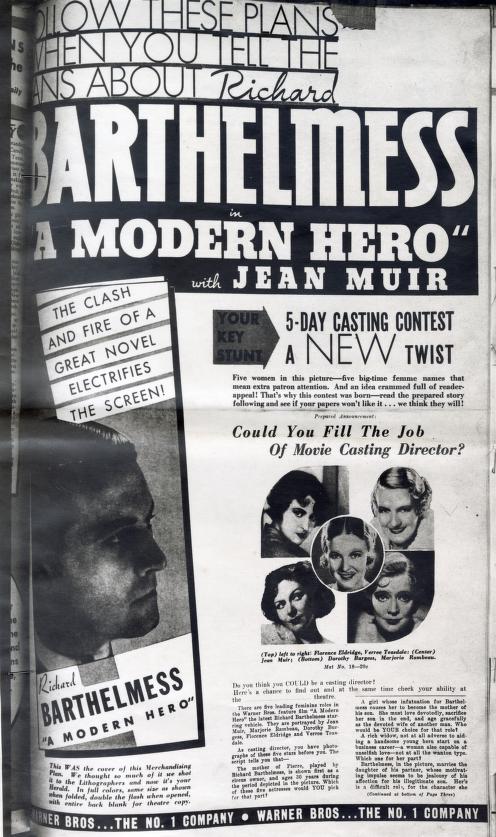 OLLOW THESE PLANS
WHEN YOU TELL THE
ANS ABOUT Richard
BARTHELMESS
in
"A MODERN HERO"
with JEAN MUIR
THE CLASH
AND FIRE OF A
GREAT NOVEL
ELECTRIFIES
THE SCREEN!
YOUR
KEY
STUNT
5-DAY CASTING CONTEST
A NEW TWIST
Five women in this picture—five big-time femme names that
mean extra patron attention. And an idea crammed full of reader-
appeal! That's why this contest was born—read the prepared story
following and see if your papers won't like it . . . we think they will!
Prepared Announcement:
Could You Fill The Job
Of Movie Casting Director?
(Top) left to right: Florence Eldridge, Verree Teasdale; (Center)
Jean Muir; (Bottom) Dorothy Burgess, Marjorie Rambeau.
Mat No. 18—20c
Richard
BARTHELMESS
"A MODERN HERO"
This WAS the cover of this Merchandising
Plan. We thought so much of it we shot
it to the Lithographers and now it's your
Herald. In full colors, same size as shown
when folded, double the flash when opened,
with entire back blank for theatre copy.
Do you think you COULD be a casting director?
Here's a chance to find out and at the same time check your ability at
the theatre.
There are five leading feminine roles in
the Warner Bros. feature film "A Modern
Hero" the latest Richard Barthelmess star-
ring vehicle. They are portrayed by Jean
Muir, Marjorie Rambeau, Dorothy Bur-
gess, Florence Eldridge and Verree Teas-
dale.
As casting director, you have photo-
graphs of these five stars before you. The
script tells you that—
The mother of Pierre, played by
Richard Barthelmess, is shown first as a
circus owner, and ages 30 years during
the period depicted in the picture. Which
of these five actresses would YOU pick
for that part?
A girl whose infatuation for Barthel-
mess causes her to become the mother of
his son. She must love devotedly, sacrifice
her son in the end, and age gracefully
as the devoted wife of another man. Who
would be YOUR choice for that role?
A rich widow, not at all adverse to aid-
ing a handsome young hero start on a
business career—a woman also capable of
unselfish love—not at all the wanton type.
Which one for her part?
Barthelmess, in the picture, marries the
daughter of his partner, whose motivat-
ing impulse seems to be jealousy of his
affection for his illegitimate son. Here's
is a difficult role, for the character she
(Continued at bottom of Page Three)
ARNER BROS...THE NO. 1 COMPANY • WARNER BROS...THE NO. 1 COMPANY